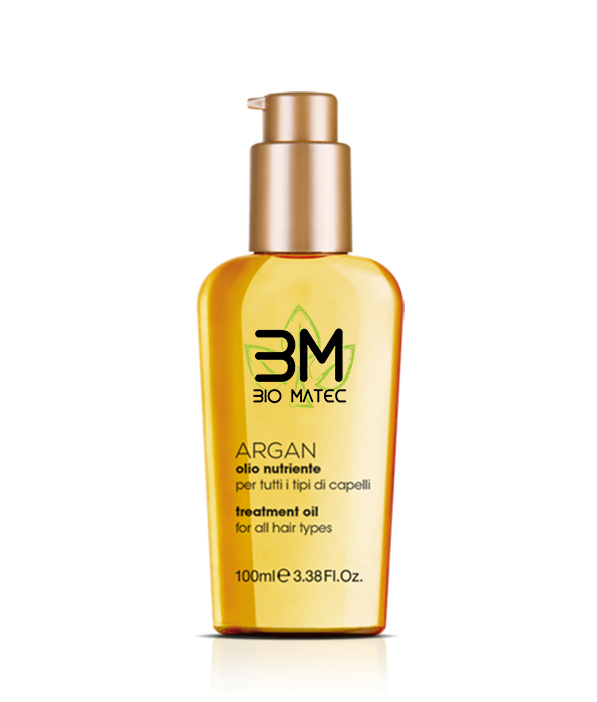 BM
BIO MATEC
ARGAN
olio nutriente
per tutti i tipi di capelli
treatment oil
for all hair types
100ml e 3.38Fl.Oz.